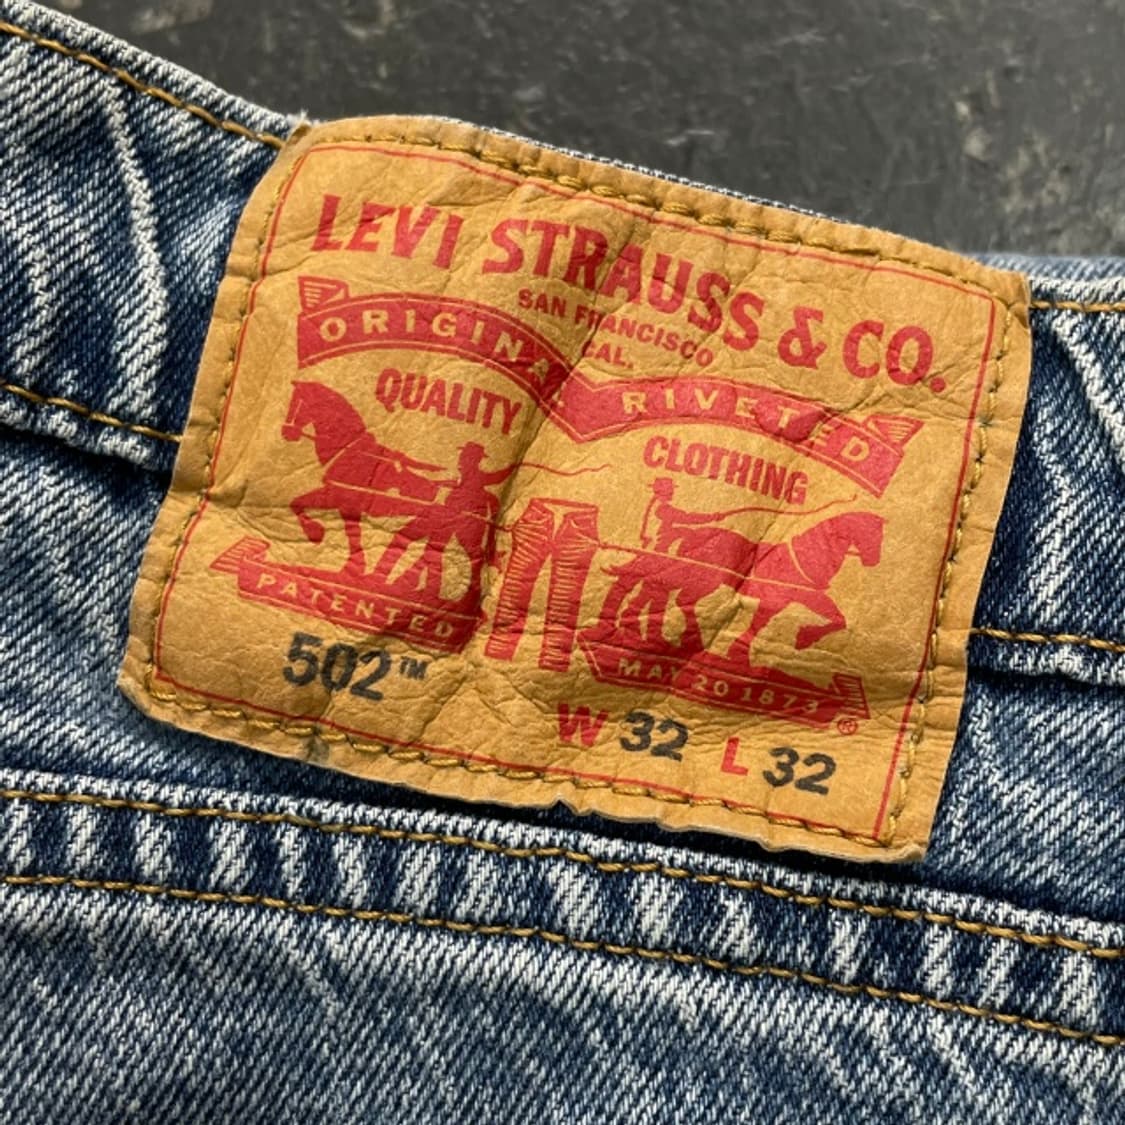 LEVI STRAUSS & CO.
SAN FRANCISCO
CAL.
ORIGINAL RIVETED
QUALITY CLOTHING
PATENTED MAY 20 1873 ®
502™
W 32 L 32